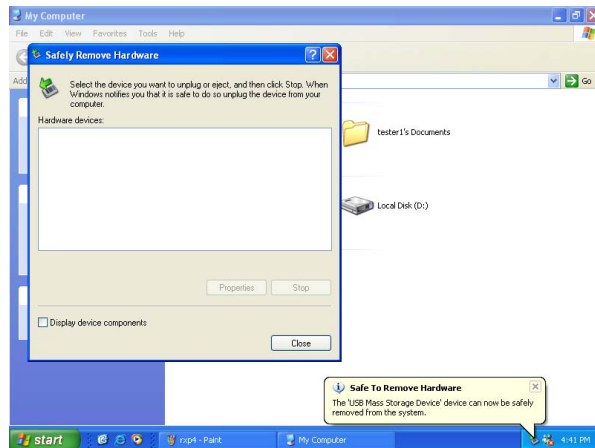 My Computer
File Edit View Favorites Tools Help
Safely Remove Hardware
Add
Go
Select the device you want to unplug or eject, and then click Stop. When
Windows notifies you that it is safe to do so unplug the device from your
computer.
Hardware devices:
tester1's Documents
Local Disk (D:)
Properties Stop
Display device components
Close
Safe To Remove Hardware
The 'USB Mass Storage Device' device can now be safely
removed from the system.
start
rxp4 - Paint
My Computer
4:41 PM